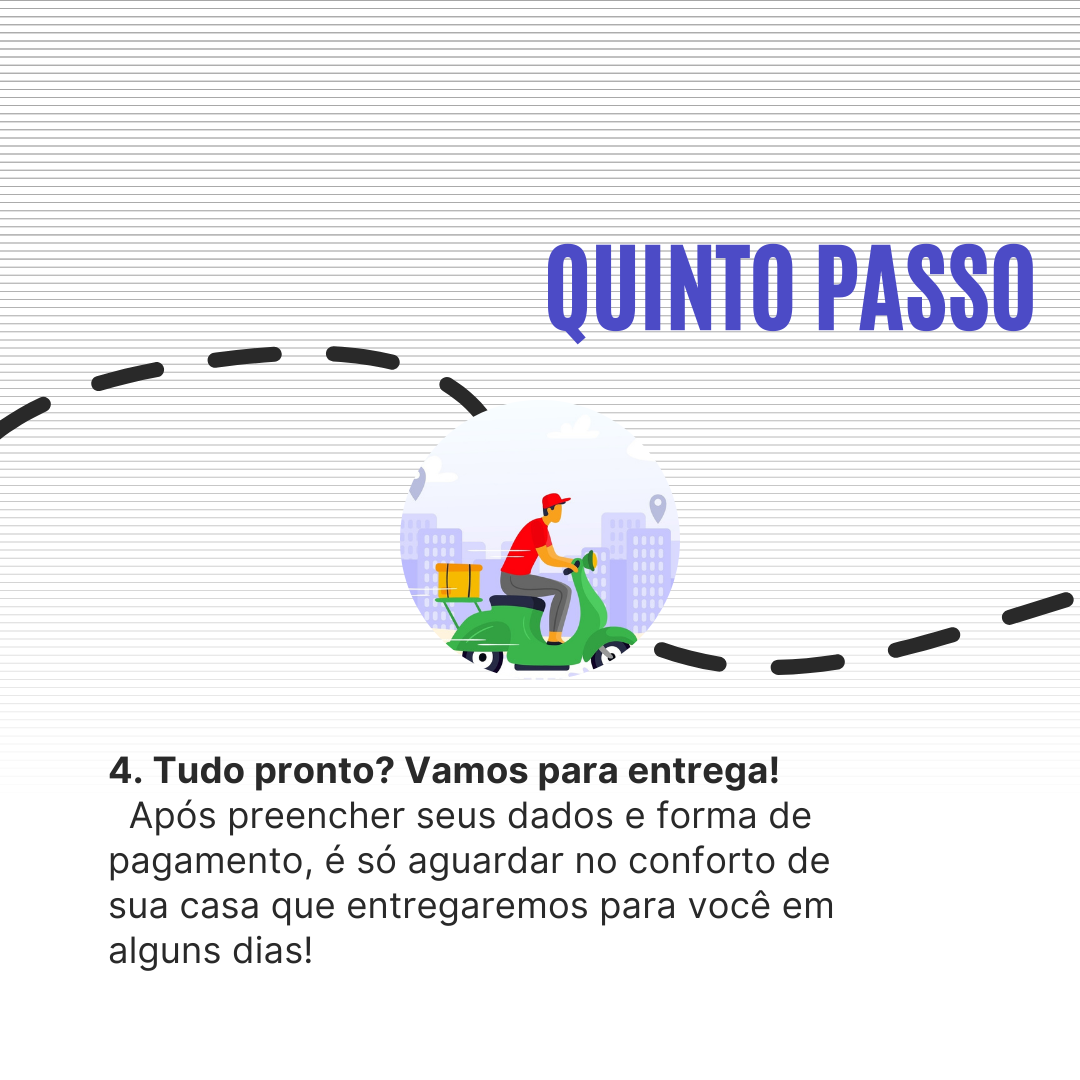 QUINTO PASSO
4. Tudo pronto? Vamos para entrega!
Após preencher seus dados e forma de
pagamento, é só aguardar no conforto de
sua casa que entregaremos para você em
alguns dias!